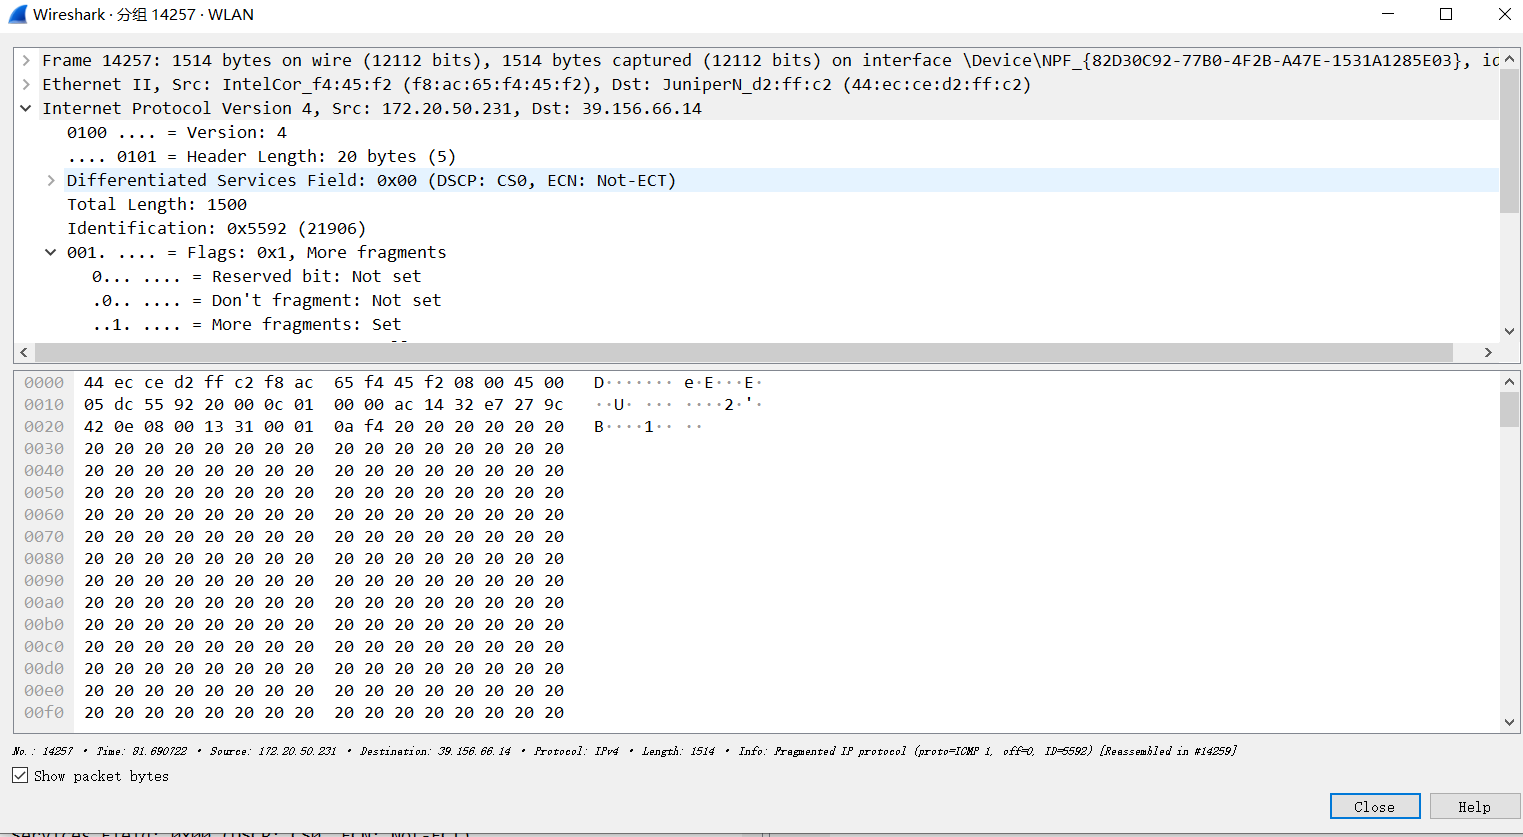 Wireshark · 分组 14257 · WLAN
Frame 14257: 1514 bytes on wire (12112 bits), 1514 bytes captured (12112 bits) on interface \Device\NPF_{82D30C92-77B0-4F2B-A47E-1531A1285E03}, id
Ethernet II, Src: IntelCor_f4:45:f2 (f8:ac:65:f4:45:f2), Dst: JuniperN_d2:ff:c2 (44:ec:ce:d2:ff:c2)
Internet Protocol Version 4, Src: 172.20.50.231, Dst: 39.156.66.14
0100 .... = Version: 4
.... 0101 = Header Length: 20 bytes (5)
Differentiated Services Field: 0x00 (DSCP: CS0, ECN: Not-ECT)
Total Length: 1500
Identification: 0x5592 (21906)
001. .... = Flags: 0x1, More fragments
0... .... = Reserved bit: Not set
.0.. .... = Don't fragment: Not set
..1. .... = More fragments: Set
0000 44 ec ce d2 ff c2 f8 ac 65 f4 45 f2 08 00 45 00 D······· e·E···E·
0010 05 dc 55 92 20 00 0c 01 00 00 ac 14 32 e7 27 9c ··U· ··· ····2·'·
0020 42 0e 08 00 13 31 00 01 0a f4 20 20 20 20 20 20 B····1·· ··
0030 20 20 20 20 20 20 20 20 20 20 20 20 20 20 20 20
0040 20 20 20 20 20 20 20 20 20 20 20 20 20 20 20 20
0050 20 20 20 20 20 20 20 20 20 20 20 20 20 20 20 20
0060 20 20 20 20 20 20 20 20 20 20 20 20 20 20 20 20
0070 20 20 20 20 20 20 20 20 20 20 20 20 20 20 20 20
0080 20 20 20 20 20 20 20 20 20 20 20 20 20 20 20 20
0090 20 20 20 20 20 20 20 20 20 20 20 20 20 20 20 20
00a0 20 20 20 20 20 20 20 20 20 20 20 20 20 20 20 20
00b0 20 20 20 20 20 20 20 20 20 20 20 20 20 20 20 20
00c0 20 20 20 20 20 20 20 20 20 20 20 20 20 20 20 20
00d0 20 20 20 20 20 20 20 20 20 20 20 20 20 20 20 20
00e0 20 20 20 20 20 20 20 20 20 20 20 20 20 20 20 20
00f0 20 20 20 20 20 20 20 20 20 20 20 20 20 20 20 20
No.: 14257 · Time: 81.690722 · Source: 172.20.50.231 · Destination: 39.156.66.14 · Protocol: IPv4 · Length: 1514 · Info: Fragmented IP protocol (proto=ICMP 1, off=0, ID=5592) [Reassembled in #14259]
Show packet bytes
Close
Help
Services Field: 0x00 (DSCP: CS0, ECN: Not-ECT)